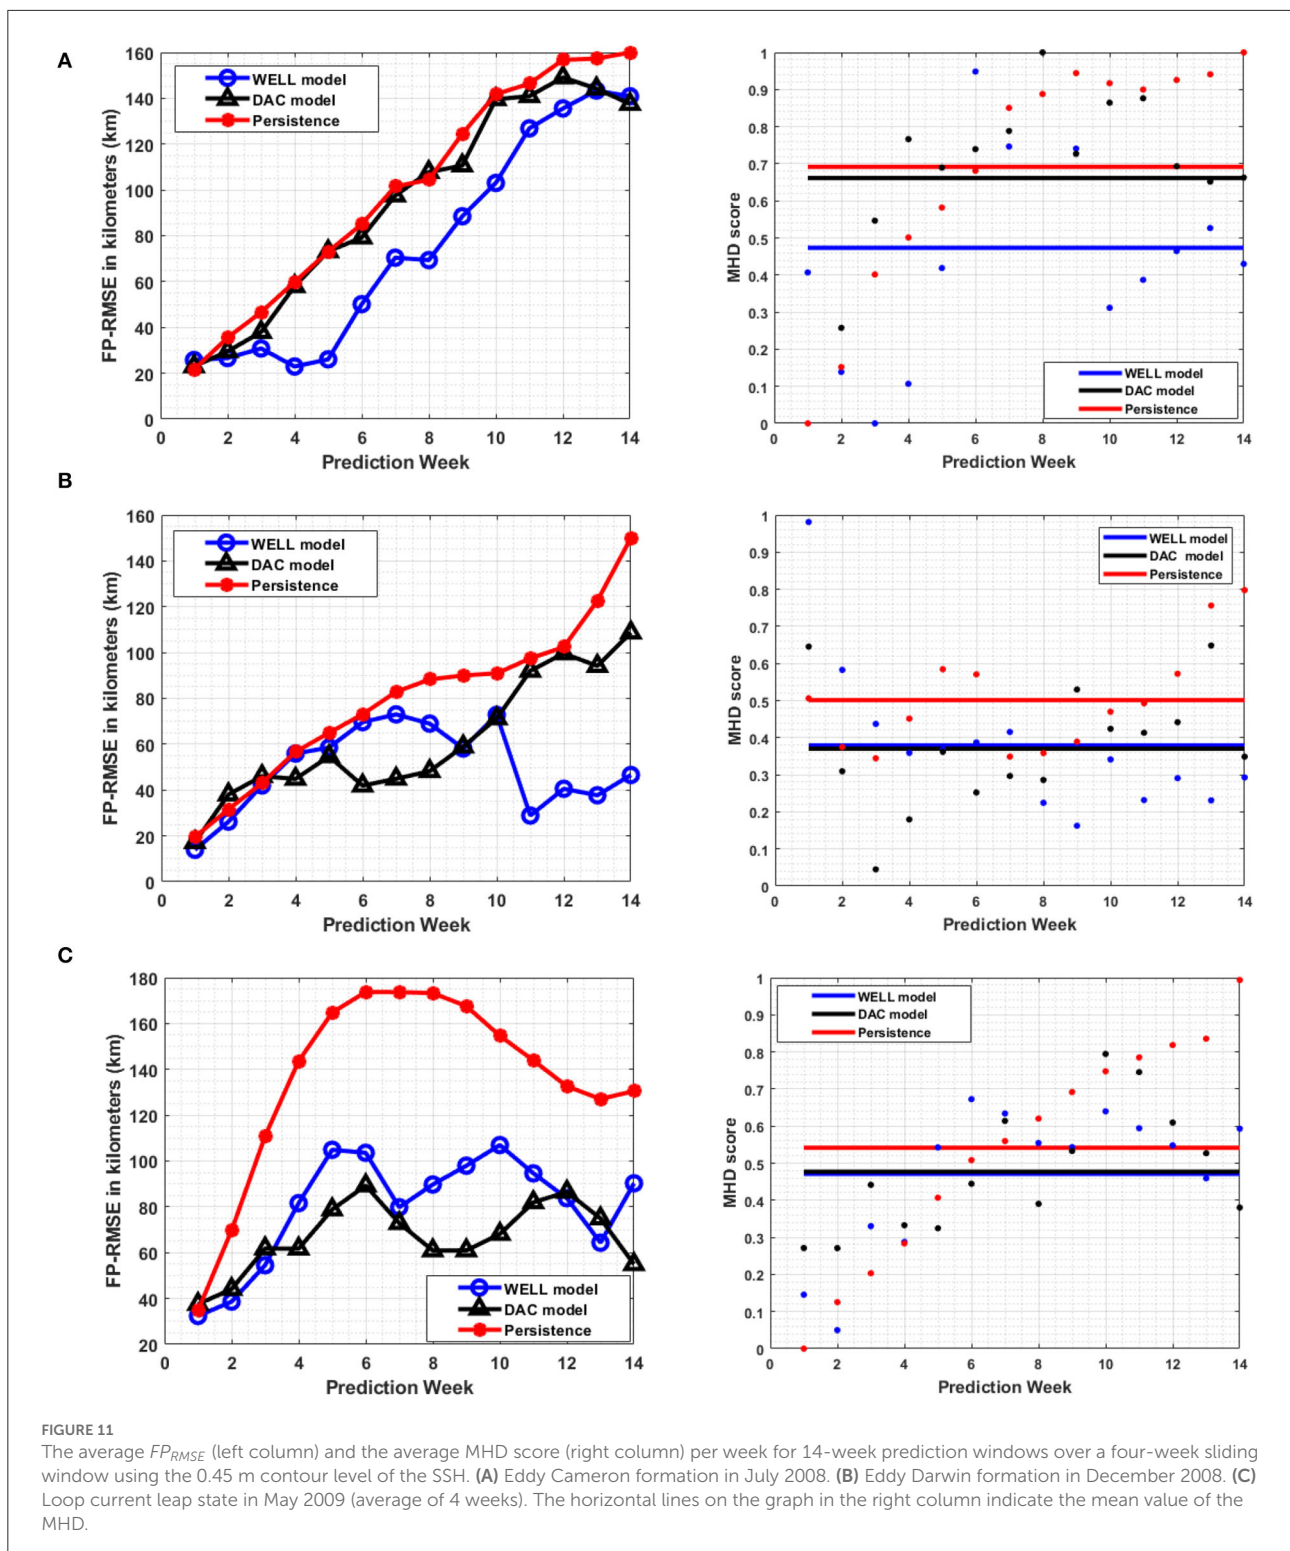 A
160
140
120
100
80
60
40
20
0
FP-RMSE in kilometers (km)
WELL model
DAC model
Persistence
0 2 4 6 8 10 12 14
Prediction Week
1
0.9
0.8
0.7
0.6
0.5
0.4
0.3
0.2
0.1
0
MHD score
WELL model
DAC model
Persistence
0 2 4 6 8 10 12 14
Prediction Week
B
160
140
120
100
80
60
40
20
0
FP-RMSE in kilometers (km)
WELL model
DAC model
Persistence
0 2 4 6 8 10 12 14
Prediction Week
1
0.9
0.8
0.7
0.6
0.5
0.4
0.3
0.2
0.1
0
MHD score
WELL model
DAC model
Persistence
0 2 4 6 8 10 12 14
Prediction Week
C
180
160
140
120
100
80
60
40
20
FP-RMSE in kilometers (km)
WELL model
DAC model
Persistence
0 2 4 6 8 10 12 14
Prediction Week
1
0.9
0.8
0.7
0.6
0.5
0.4
0.3
0.2
0.1
0
MHD score
WELL model
DAC model
Persistence
0 2 4 6 8 10 12 14
Prediction Week
FIGURE 11
The average FPRMSE (left column) and the average MHD score (right column) per week for 14-week prediction windows over a four-week sliding
window using the 0.45 m contour level of the SSH. (A) Eddy Cameron formation in July 2008. (B) Eddy Darwin formation in December 2008. (C)
Loop current leap state in May 2009 (average of 4 weeks). The horizontal lines on the graph in the right column indicate the mean value of the
MHD.